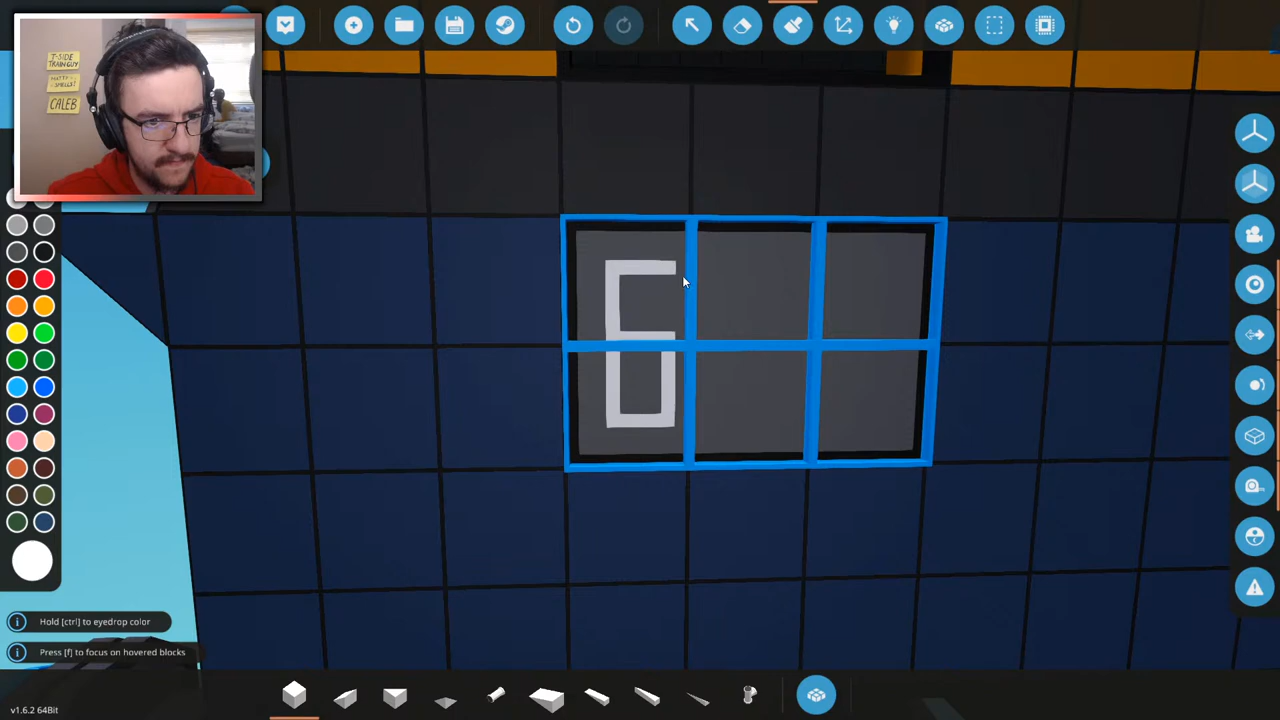 T-SIDE
TRAIN GUY
CALEB
6
Hold [ctrl] to eyedrop color
Press [f] to focus on hovered blocks
v1.6.2 64Bit